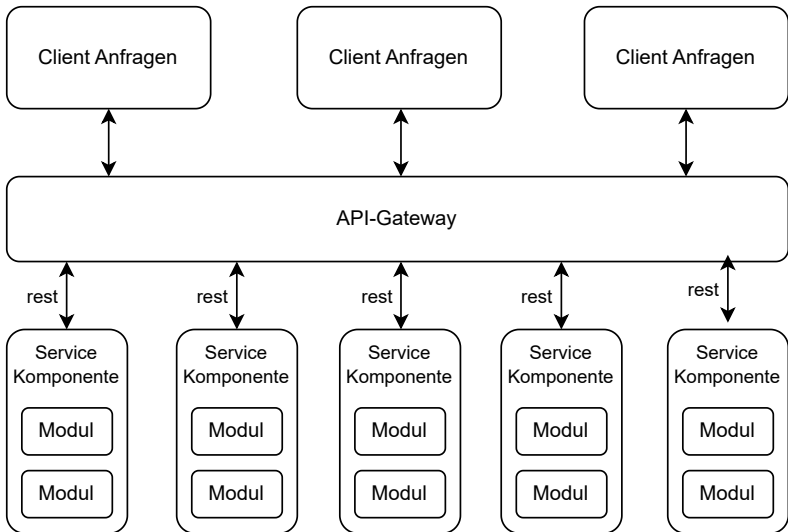 Client Anfragen
Client Anfragen
Client Anfragen
API-Gateway
rest
rest
rest
rest
rest
Service
Komponente
Modul
Modul
Service
Komponente
Modul
Modul
Service
Komponente
Modul
Modul
Service
Komponente
Modul
Modul
Service
Komponente
Modul
Modul